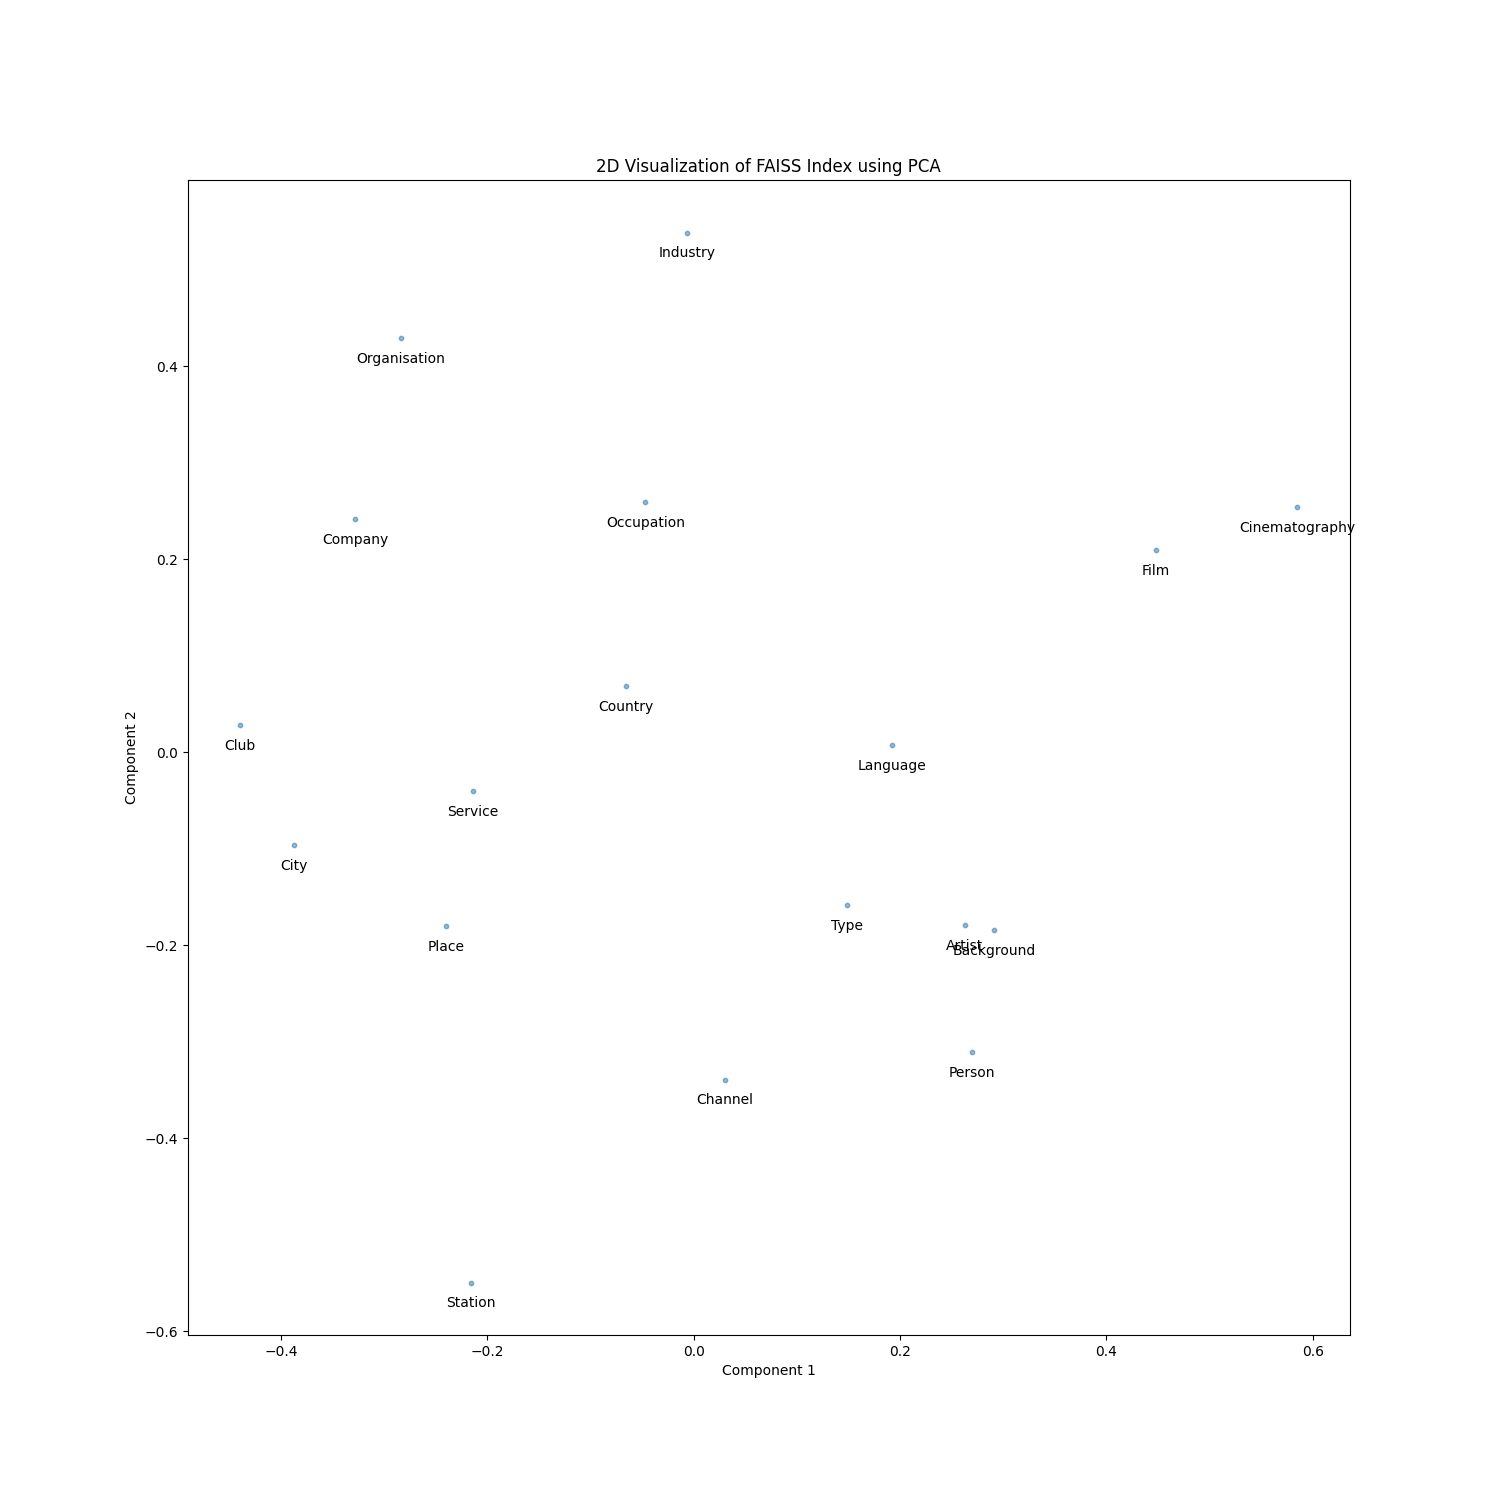 2D Visualization of FAISS Index using PCA
Industry
Organisation
0.4
Occupation
Company
Cinematography
0.2
Film
Country
Club
0.0
Language
Component 2
Service
City
Type
Artist
−0.2
Place
Background
Person
Channel
−0.4
Station
−0.6
−0.4
−0.2
0.0
0.2
0.4
0.6
Component 1